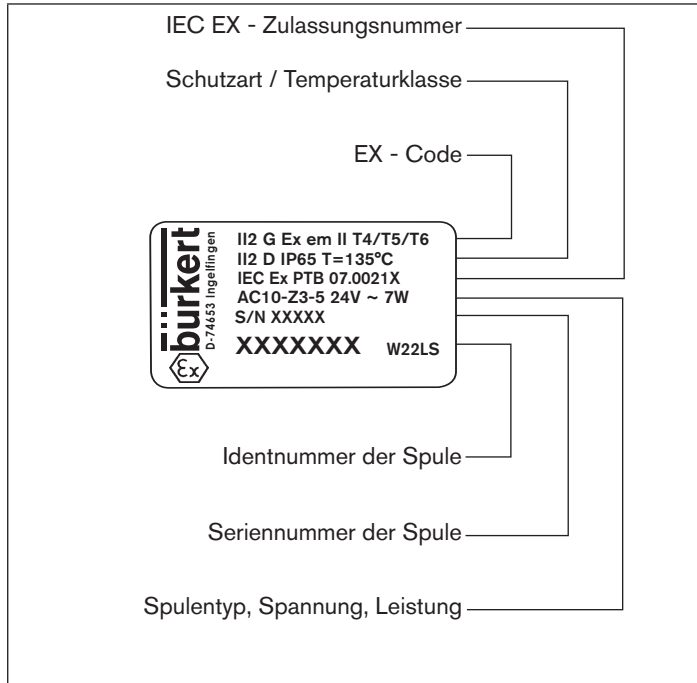 IEC EX - Zulassungsnummer
Schutzart / Temperaturklasse
EX - Code
burkert
D-74653 Ingelfingen
Ex
II2 G Ex em II T4/T5/T6
II2 D IP65 T=135°C
IEC Ex PTB 07.0021X
AC10-Z3-5 24V ~ 7W
S/N XXXXX
XXXXXXX W22LS
Identnummer der Spule
Seriennummer der Spule
Spulentyp, Spannung, Leistung